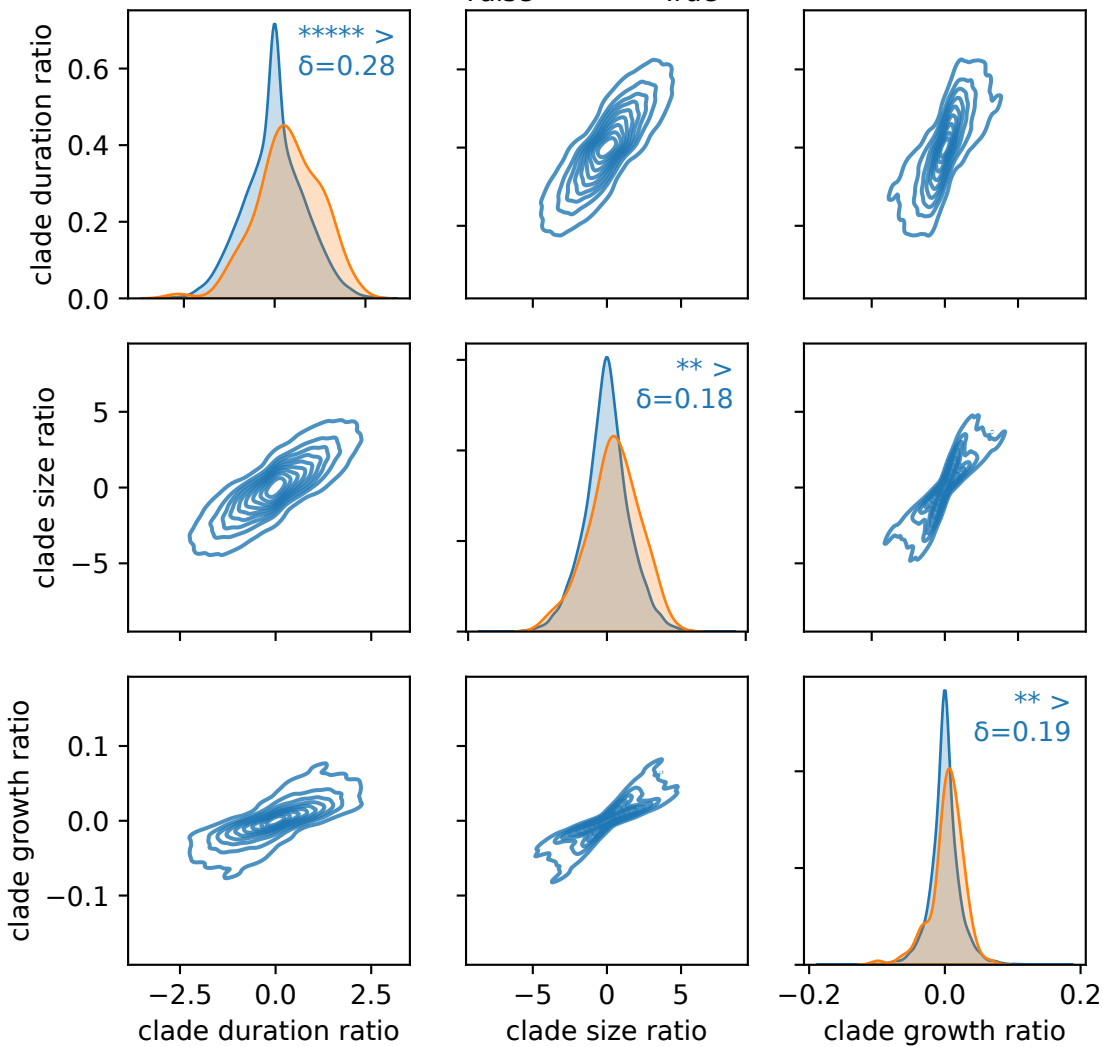 clade duration ratio
0.6
0.4
0.2
0.0
***** >
δ=0.28
clade size ratio
5
0
−5
** >
δ=0.18
clade growth ratio
0.1
0.0
−0.1
** >
δ=0.19
−2.5 0.0 2.5
−5 0 5
−0.2 0.0 0.2
clade duration ratio
clade size ratio
clade growth ratio